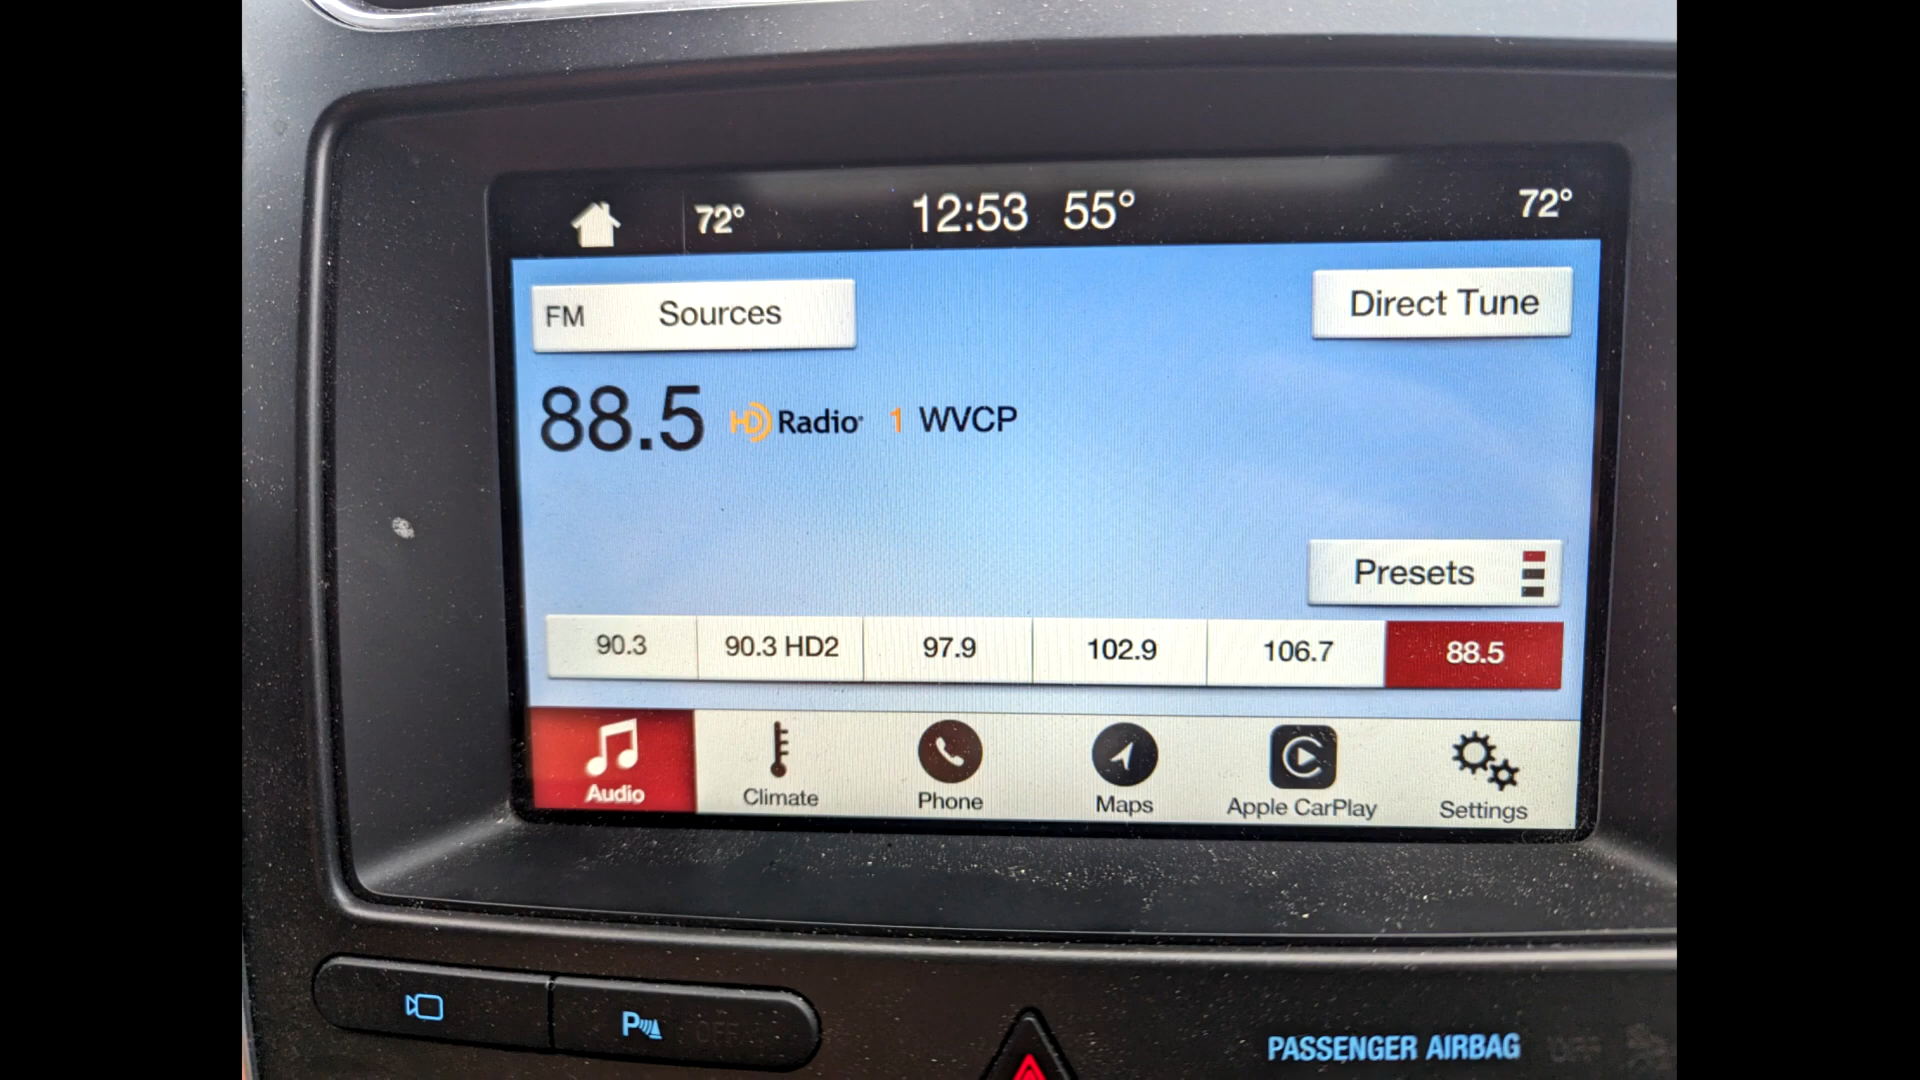 72° 12:53 55° 72°
FM Sources Direct Tune
88.5 HD Radio 1 WVCP
Presets
90.3 90.3 HD2 97.9 102.9 106.7 88.5
Audio Climate Phone Maps Apple CarPlay Settings
P OFF
PASSENGER AIRBAG OFF